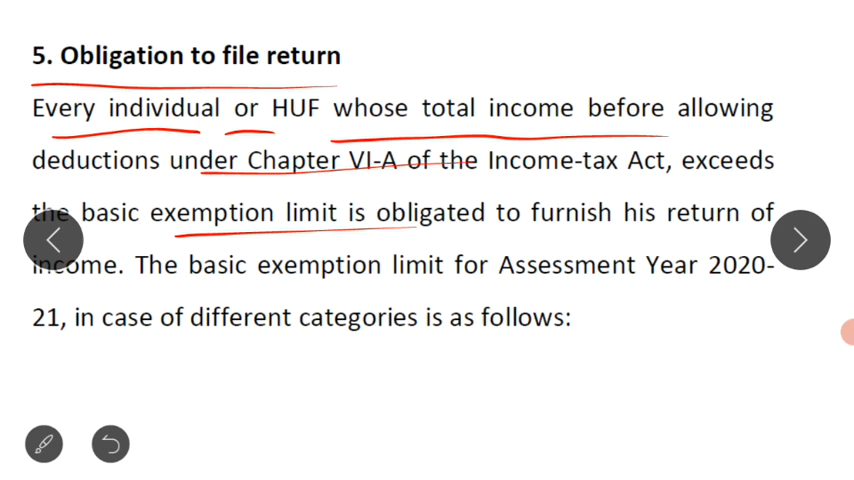 5. Obligation to file return
Every individual or HUF whose total income before allowing
deductions under Chapter VI-A of the Income-tax Act, exceeds
the basic exemption limit is obligated to furnish his return of
income. The basic exemption limit for Assessment Year 2020-
21, in case of different categories is as follows: